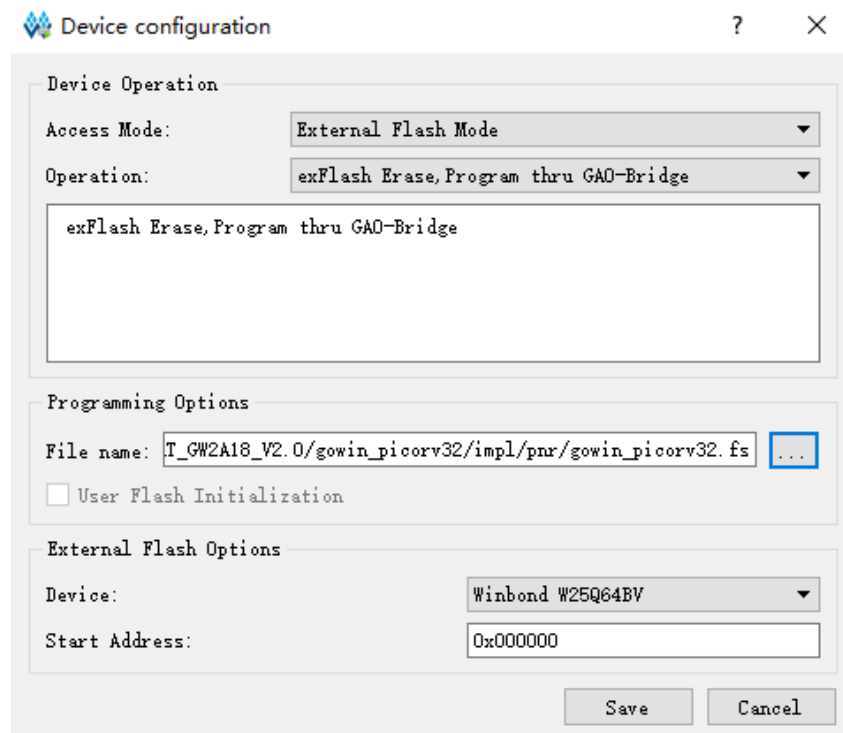 Device configuration
?
Device Operation
Access Mode:
External Flash Mode
Operation:
exFlash Erase,Program thru GAO-Bridge
exFlash Erase,Program thru GAO-Bridge
Programming Options
File name:
T_GW2A18_V2.0/gowin_picorv32/impl/pnr/gowin_picorv32.fs
...
User Flash Initialization
External Flash Options
Device:
Winbond W25Q64BV
Start Address:
0x000000
Save
Cancel